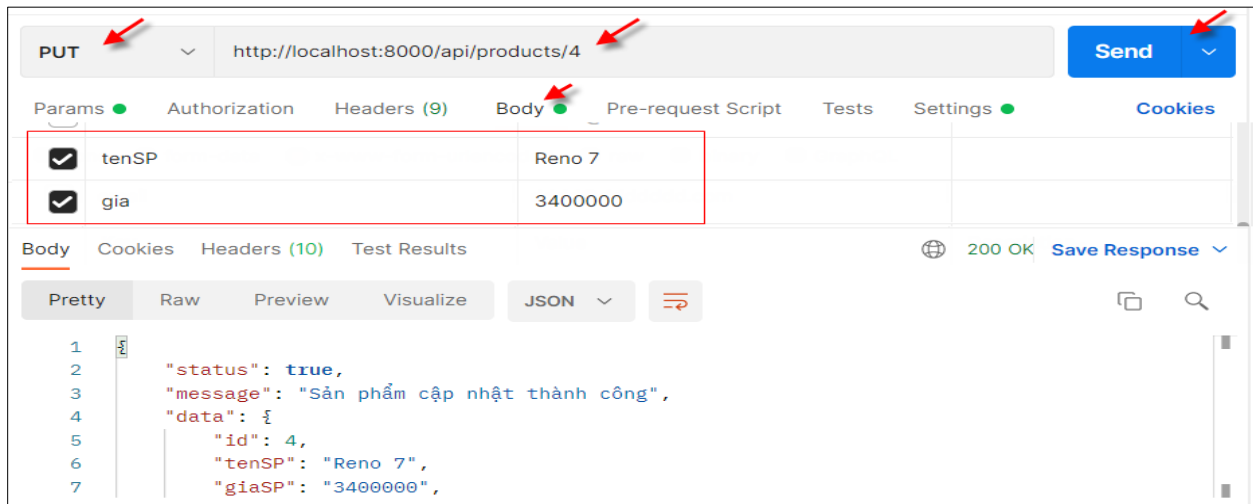 PUT http://localhost:8000/api/products/4 Send
Params Authorization Headers (9) Body Pre-request Script Tests Settings Cookies
tenSP Reno 7
gia 3400000
Body Cookies Headers (10) Test Results 200 OK Save Response
Pretty Raw Preview Visualize JSON
1 {
2 "status": true,
3 "message": "Sản phẩm cập nhật thành công",
4 "data": {
5 "id": 4,
6 "tenSP": "Reno 7",
7 "giaSP": "3400000",